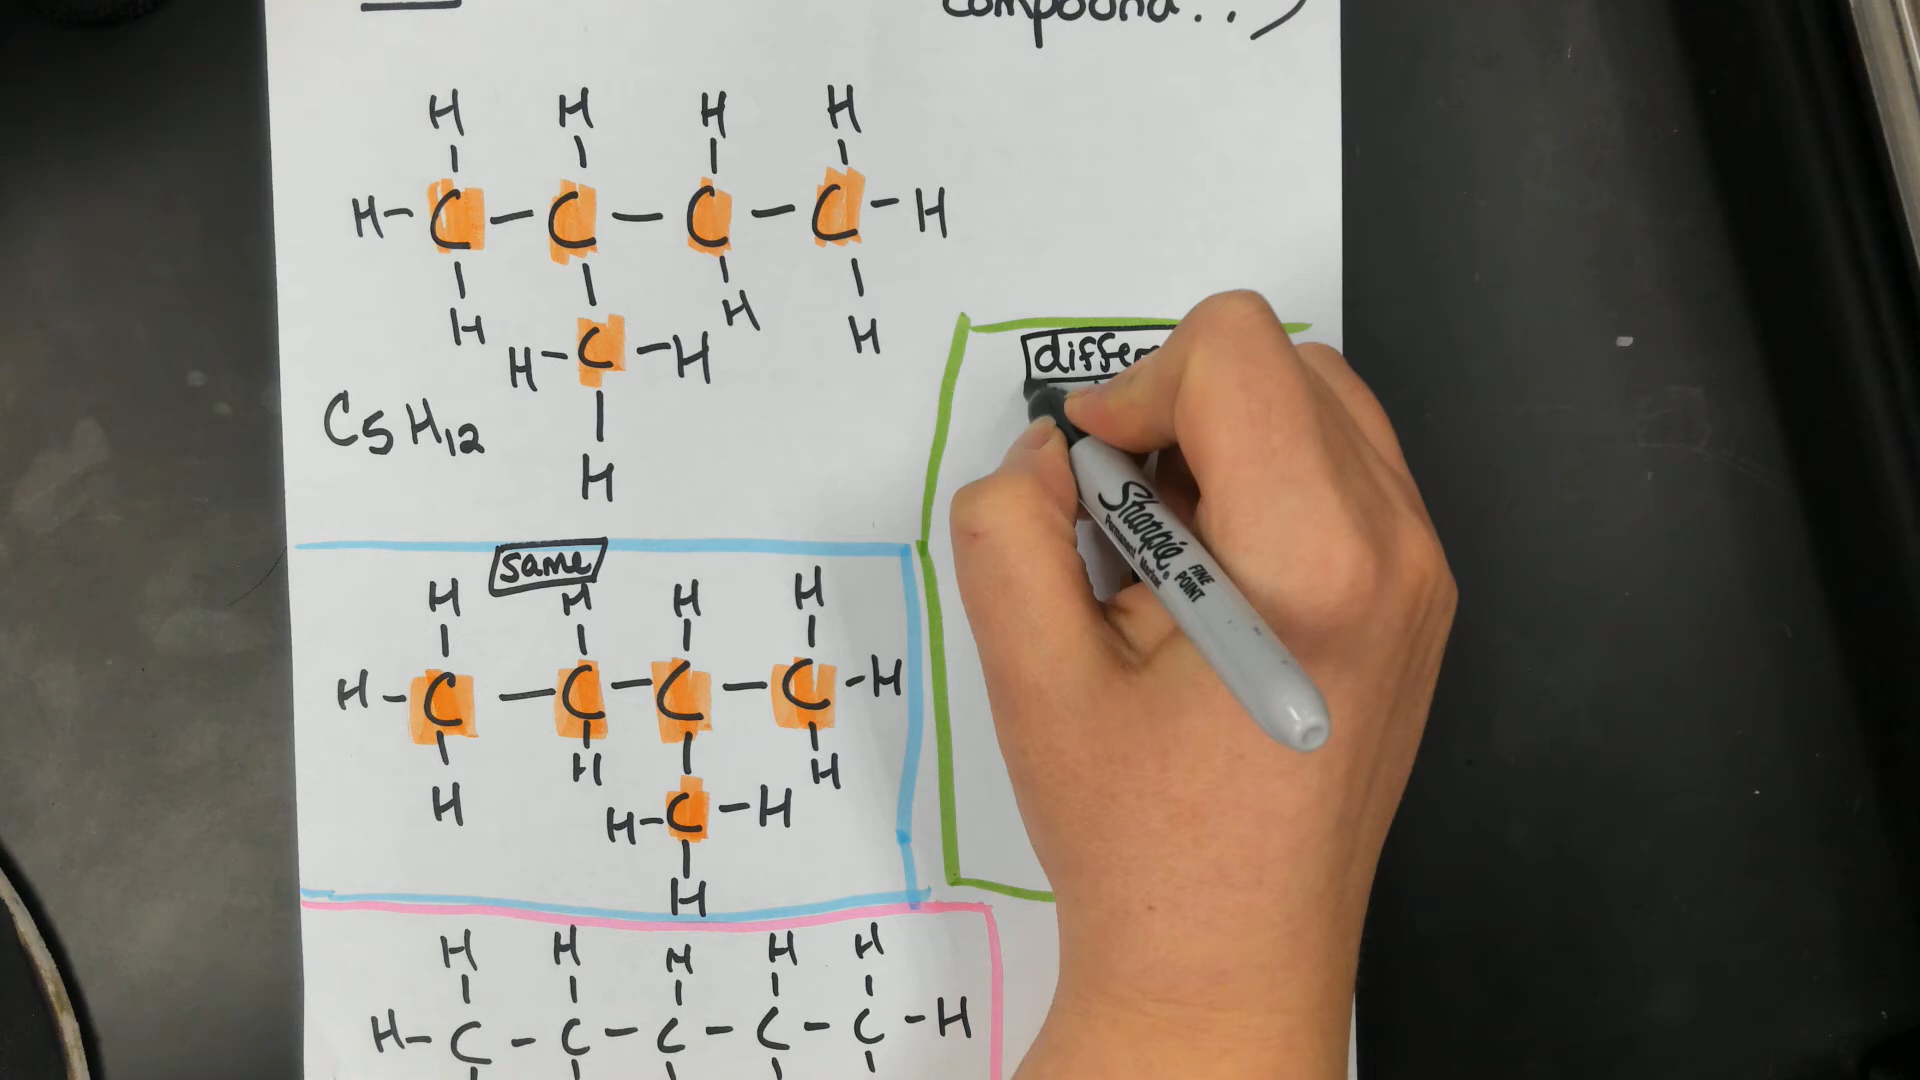 compound..)
H H H H
H-C-C-C-C-H
H H H
H-C-H
C5H12
H
same
H H H H
H-C-C-C-C-H
H H H
H-C-H
H
H H H H H
H-C-C-C-C-C-H
Sharpie.
FINE
POINT
Permanent Marker